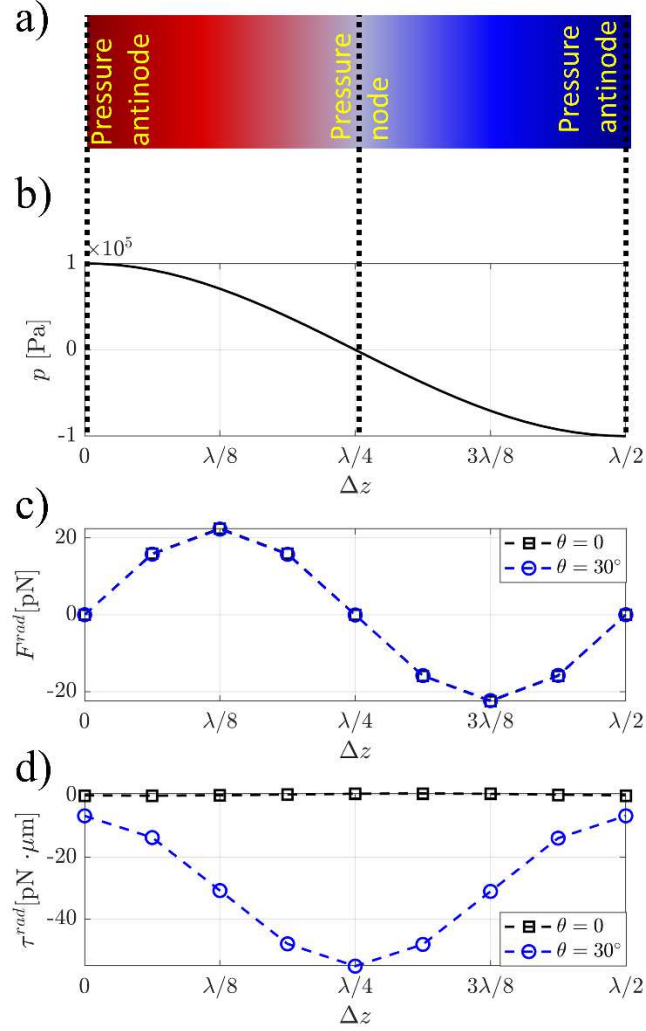 a)
Pressure
antinode
Pressure
node
Pressure
antinode
b)
×10⁵
1
0
-1
p [Pa]
0 λ/8 λ/4 3λ/8 λ/2
Δz
c)
20
0
-20
F^{rad}[pN]
θ = 0
θ = 30°
0 λ/8 λ/4 3λ/8 λ/2
Δz
d)
0
-20
-40
τ^{rad}[pN ·μm]
θ = 0
θ = 30°
0 λ/8 λ/4 3λ/8 λ/2
Δz